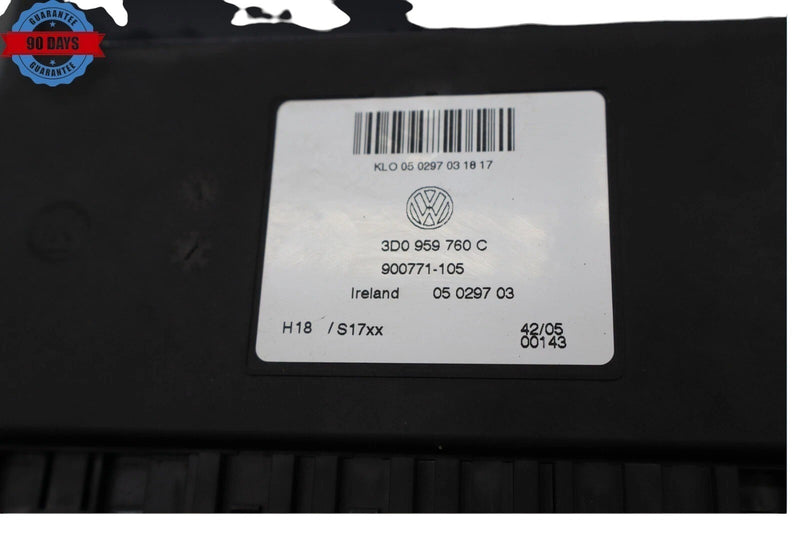 GUARANTEE
90 DAYS
GUARANTEE
KLO 05 0297 03 18 17
3D0 959 760 C
900771-105
Ireland 05 0297 03
H18 /S17xx 42/05
00143